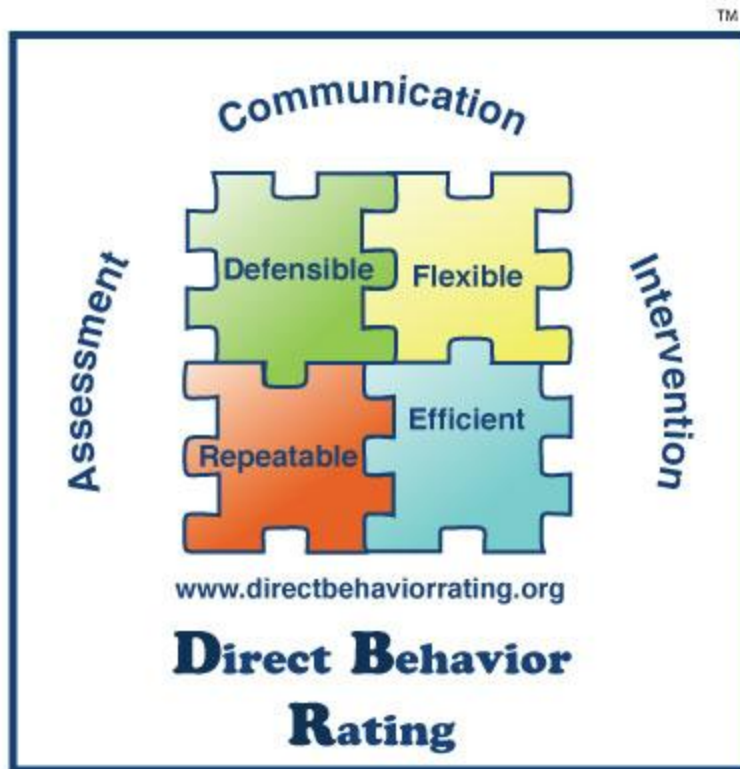 TM
Communication
Assessment
Intervention
Defensible
Flexible
Repeatable
Efficient
www.directbehaviorrating.org
Direct Behavior
Rating